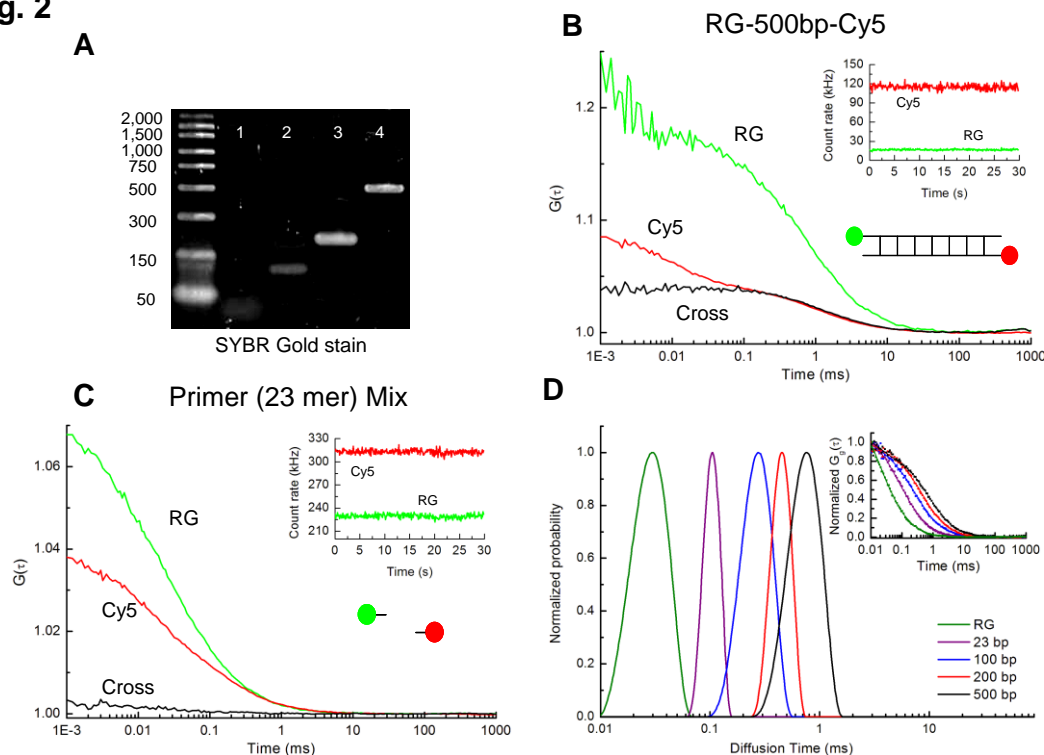 g. 2
A
2,000
1,500
1,000
750
500
300
150
50
1 2 3 4
SYBR Gold stain
B
RG-500bp-Cy5
G(τ)
1.2
1.1
1.0
RG
Cy5
Cross
1E-3 0.01 0.1 1 10 100 1000
Time (ms)
Count rate (kHz)
150
120
90
60
30
0
Cy5
RG
0 5 10 15 20 25 30
Time (s)
C
Primer (23 mer) Mix
G(τ)
1.06
1.04
1.02
1.00
RG
Cy5
Cross
1E-3 0.01 0.1 1 10 100 1000
Time (ms)
Count rate (kHz)
330
300
270
240
210
Cy5
RG
0 5 10 15 20 25 30
Time (s)
D
Normalized probability
1.0
0.8
0.6
0.4
0.2
0.0
0.01 0.1 1 10
Diffusion Time (ms)
Normalized Gg(τ)
1.0
0.8
0.6
0.4
0.2
0.0
0.01 0.1 1 10 100 1000
Time (ms)
RG
23 bp
100 bp
200 bp
500 bp